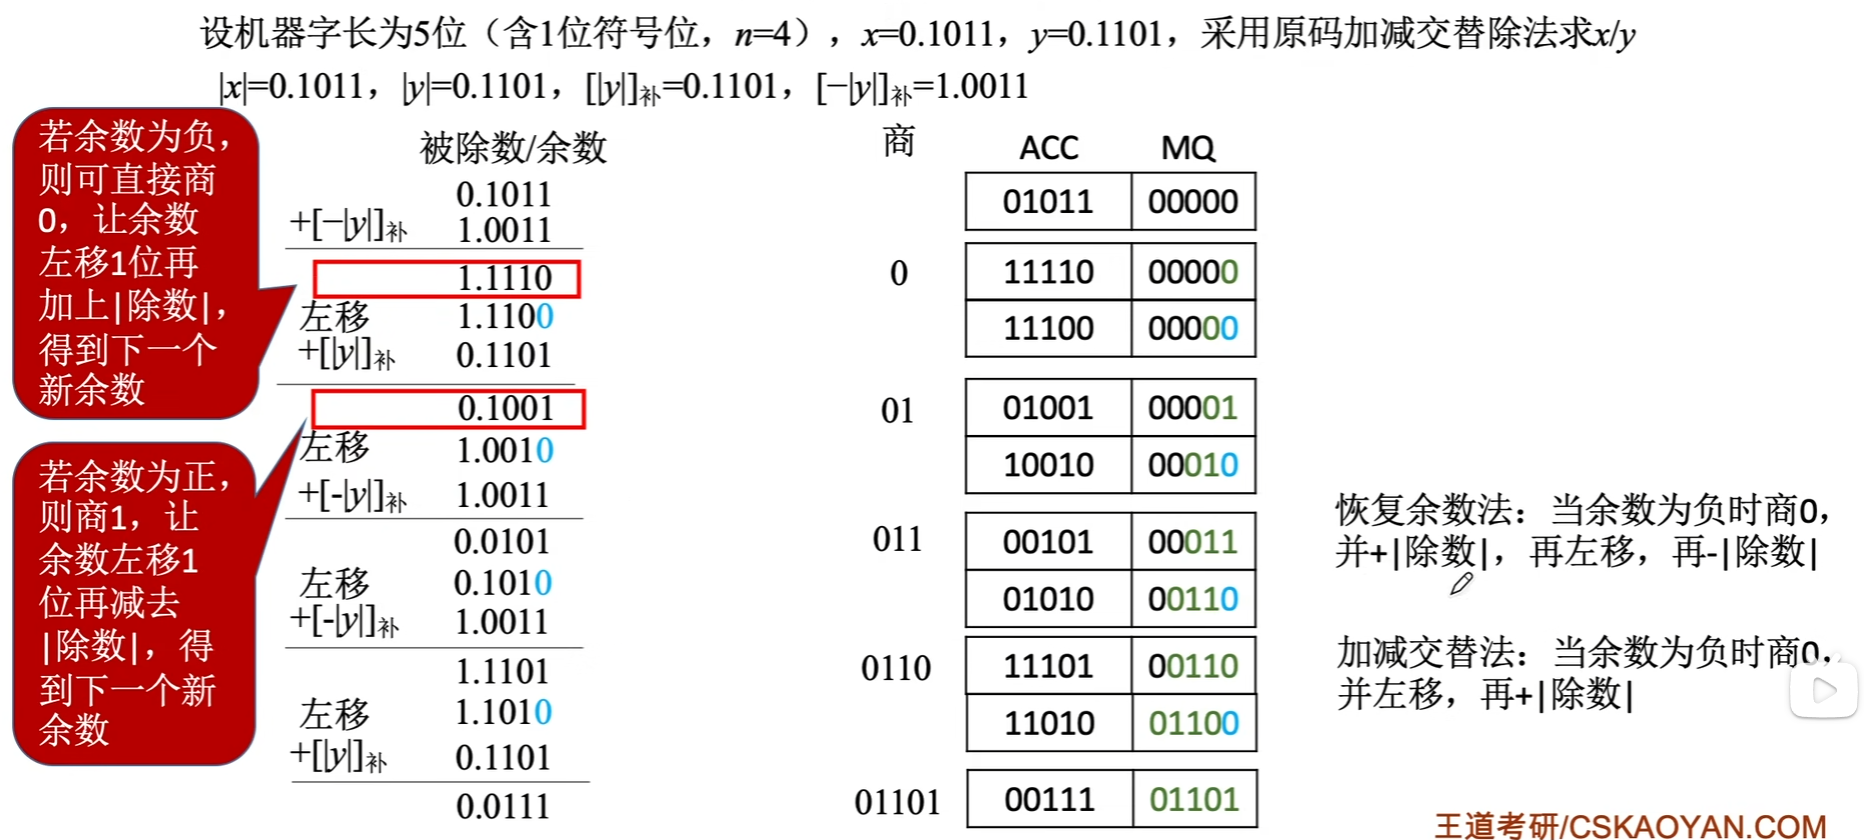 设机器字长为5位（含1位符号位，n=4），x=0.1011，y=0.1101，采用原码加减交替除法求x/y
|x|=0.1011，|y|=0.1101，[|y|]补=0.1101，[−|y|]补=1.0011
若余数为负，
则可直接商
0，让余数
左移1位再
加上|除数|，
得到下一个
新余数
若余数为正，
则商1，让
余数左移1
位再减去
|除数|，得
到下一个新
余数
被除数/余数
0.1011
+[−|y|]补 1.0011
1.1110
左移 1.1100
+[|y|]补 0.1101
0.1001
左移 1.0010
+[-|y|]补 1.0011
0.0101
左移 0.1010
+[-|y|]补 1.0011
1.1101
左移 1.1010
+[|y|]补 0.1101
0.0111
商 ACC MQ
01011 00000
0 11110 00000
11100 00000
01 01001 00001
10010 00010
011 00101 00011
01010 00110
0110 11101 00110
11010 01100
01101 00111 01101
恢复余数法：当余数为负时商0，
并+|除数|，再左移，再-|除数|
加减交替法：当余数为负时商0，
并左移，再+|除数|
王道考研/CSKAOYAN.COM